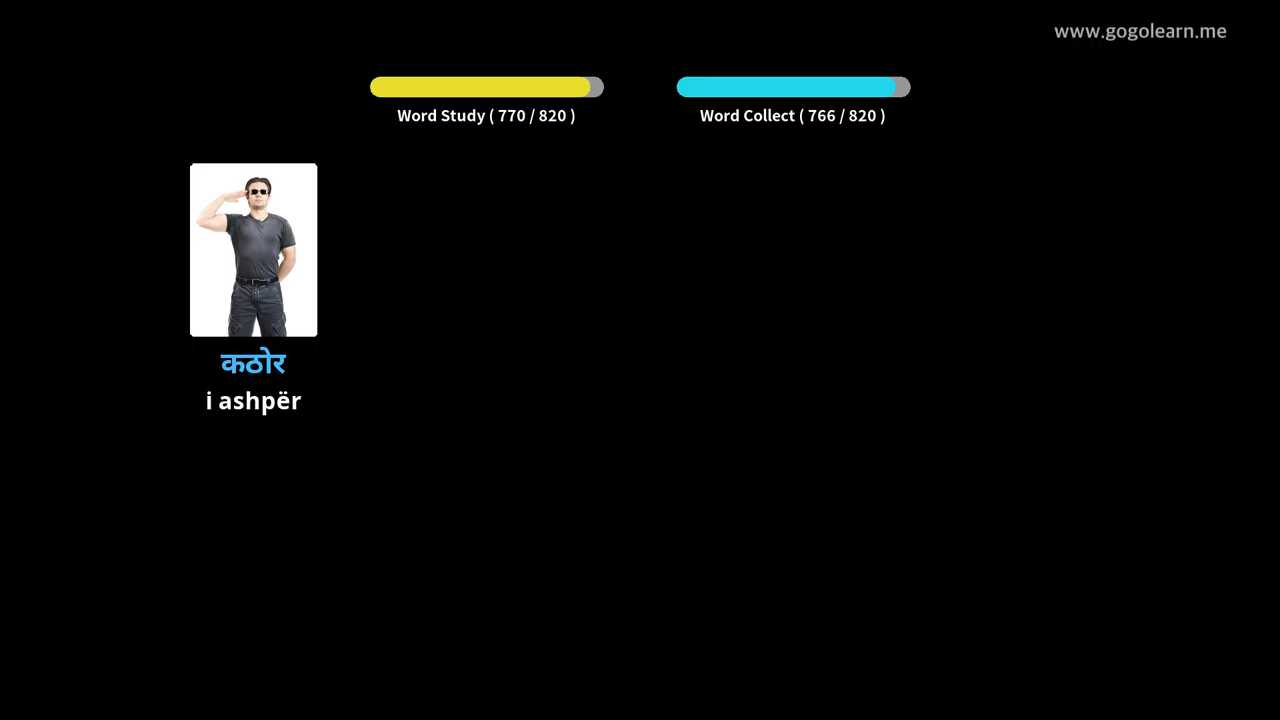 www.gogolearn.me
Word Study ( 770 / 820 )
Word Collect ( 766 / 820 )
कठोर
i ashpër